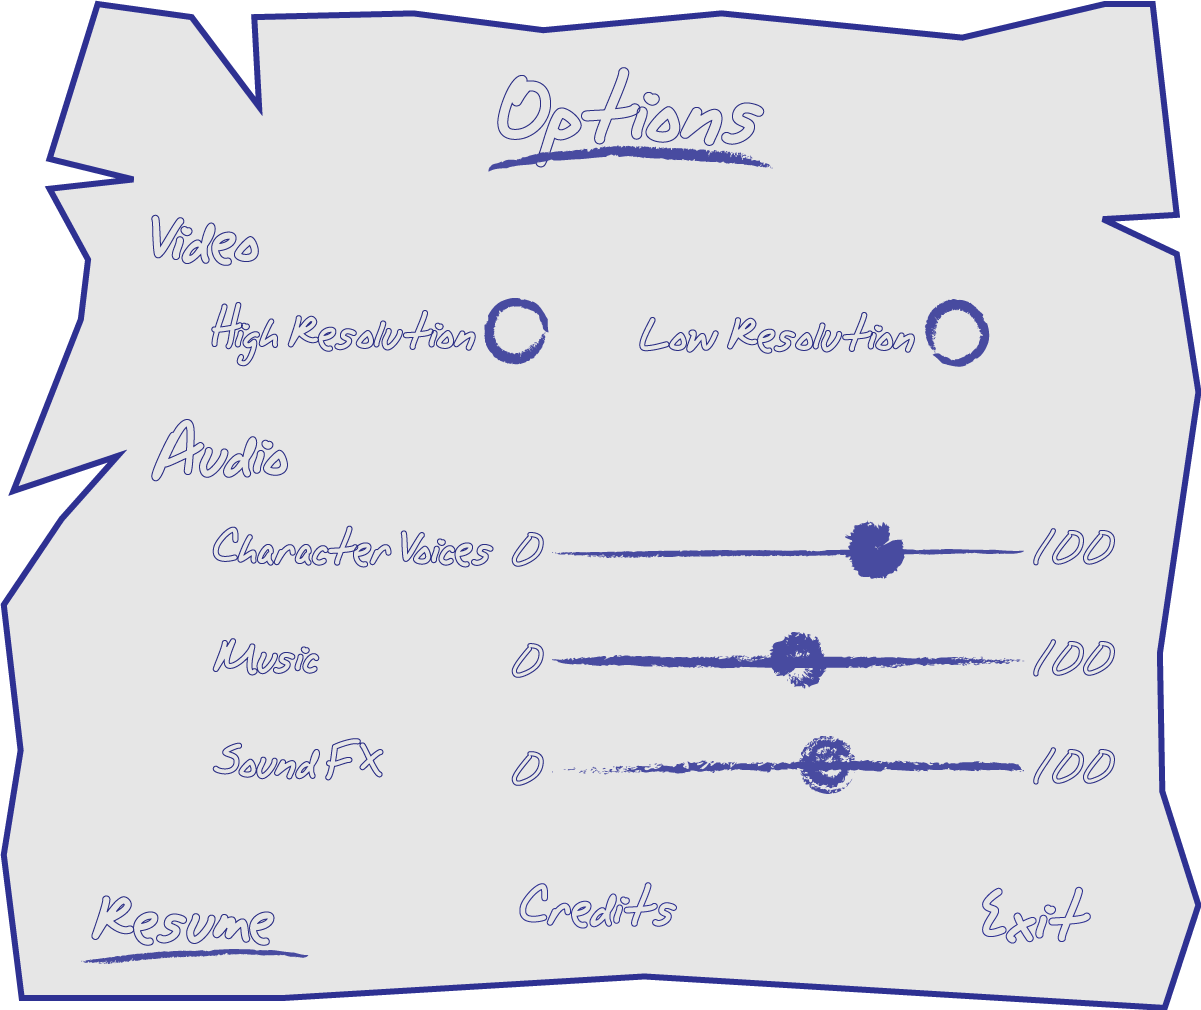 Options
Video
High Resolution Low Resolution
Audio
Character Voices 0 100
Music 0 100
Sound FX 0 100
Resume Credits Exit